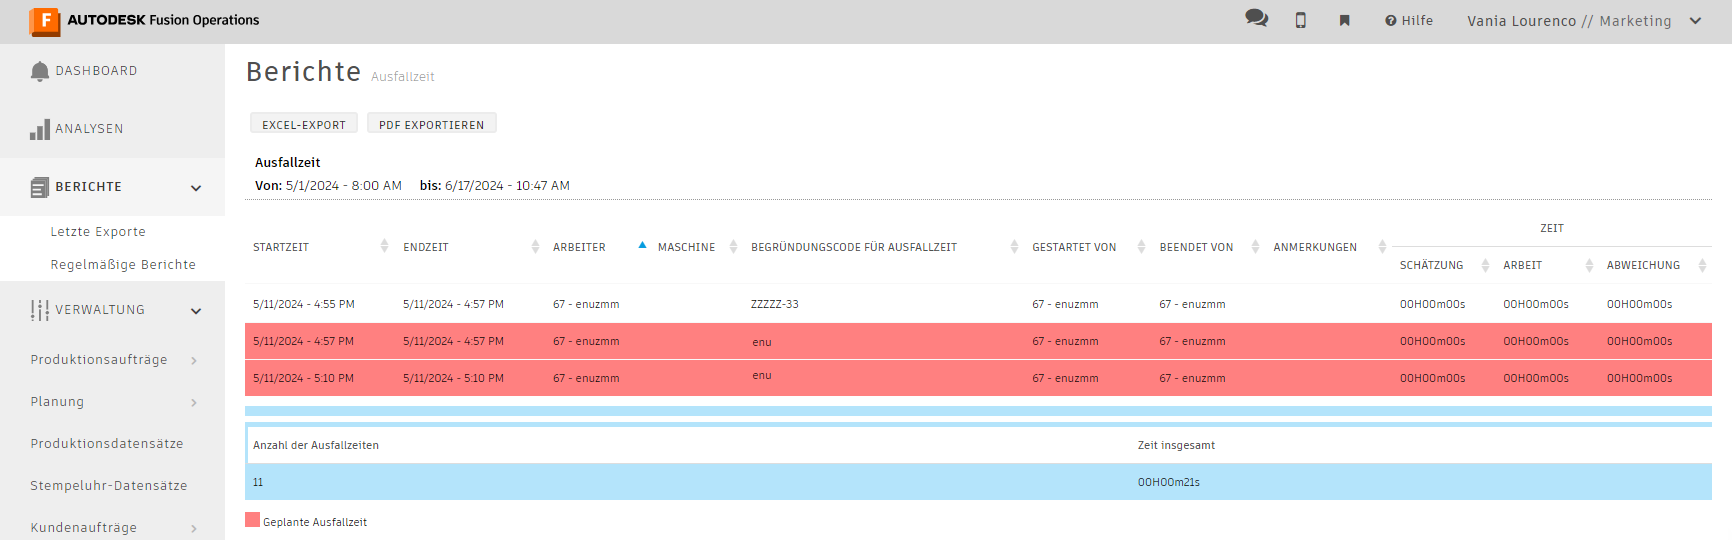 F AUTODESK Fusion Operations
Hilfe
Vania Lourenco // Marketing
DASHBOARD
ANALYSEN
BERICHTE
Letzte Exporte
Regelmäßige Berichte
VERWALTUNG
Produktionsaufträge
Planung
Produktionsdatensätze
Stempeluhr-Datensätze
Kundenaufträge
Berichte Ausfallzeit
EXCEL-EXPORT PDF EXPORTIEREN
Ausfallzeit
Von: 5/1/2024 - 8:00 AM bis: 6/17/2024 - 10:47 AM
ZEIT
STARTZEIT ENDZEIT ARBEITER MASCHINE BEGRÜNDUNGSCODE FÜR AUSFALLZEIT GESTARTET VON BEENDET VON ANMERKUNGEN
SCHÄTZUNG ARBEIT ABWEICHUNG
5/11/2024 - 4:55 PM 5/11/2024 - 4:57 PM 67 - enuzmm ZZZZZ-33 67 - enuzmm 67 - enuzmm 00H00m00s 00H00m00s 00H00m00s
5/11/2024 - 4:57 PM 5/11/2024 - 4:57 PM 67 - enuzmm enu 67 - enuzmm 67 - enuzmm 00H00m00s 00H00m00s 00H00m00s
5/11/2024 - 5:10 PM 5/11/2024 - 5:10 PM 67 - enuzmm enu 67 - enuzmm 67 - enuzmm 00H00m00s 00H00m00s 00H00m00s
Anzahl der Ausfallzeiten Zeit insgesamt
11 00H00m21s
Geplante Ausfallzeit